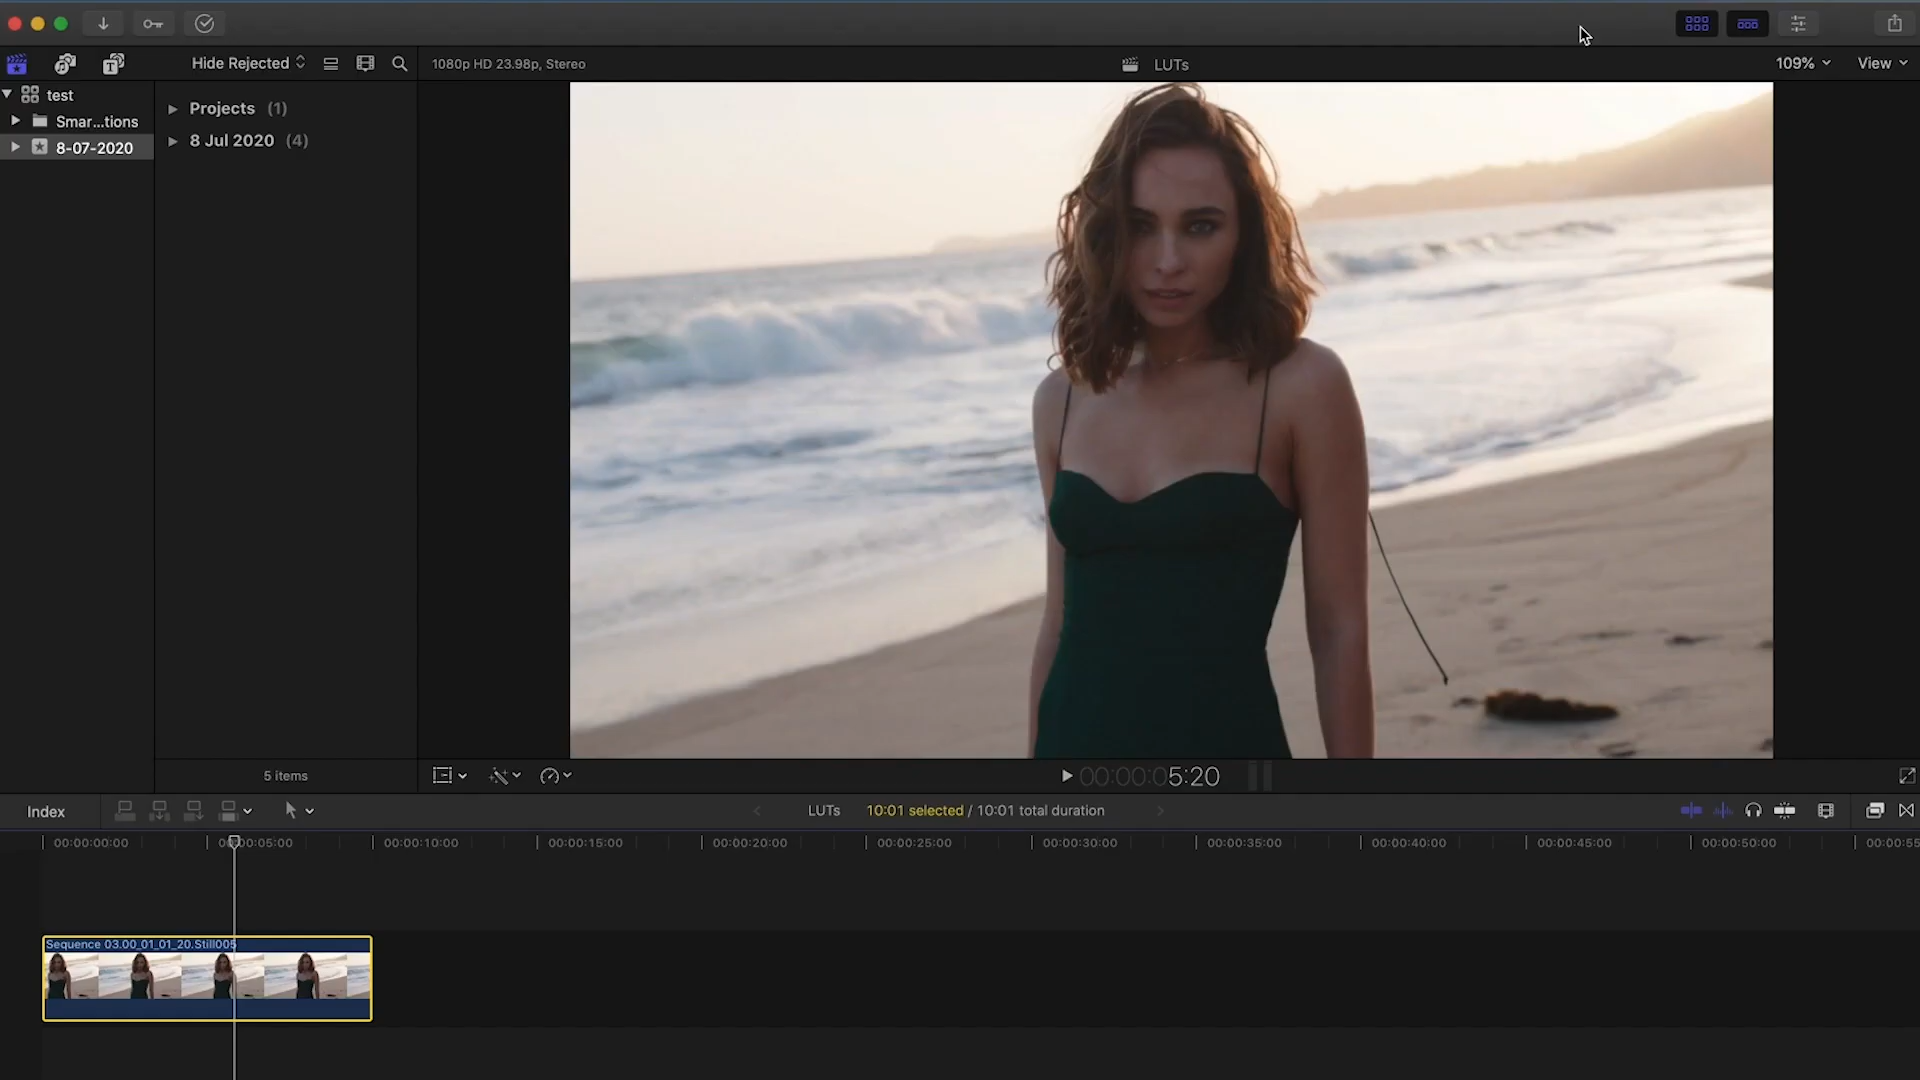 Hide Rejected
1080p HD 23.98p, Stereo
LUTs
109%
View
test
Smar...tions
8-07-2020
Projects (1)
8 Jul 2020 (4)
5 items
00:00:05:20
Index
LUTs
10:01 selected / 10:01 total duration
00:00:00:00
00:00:05:00
00:00:10:00
00:00:15:00
00:00:20:00
00:00:25:00
00:00:30:00
00:00:35:00
00:00:40:00
00:00:45:00
00:00:50:00
00:00:55
Sequence 03.00_01_01_20.Still005